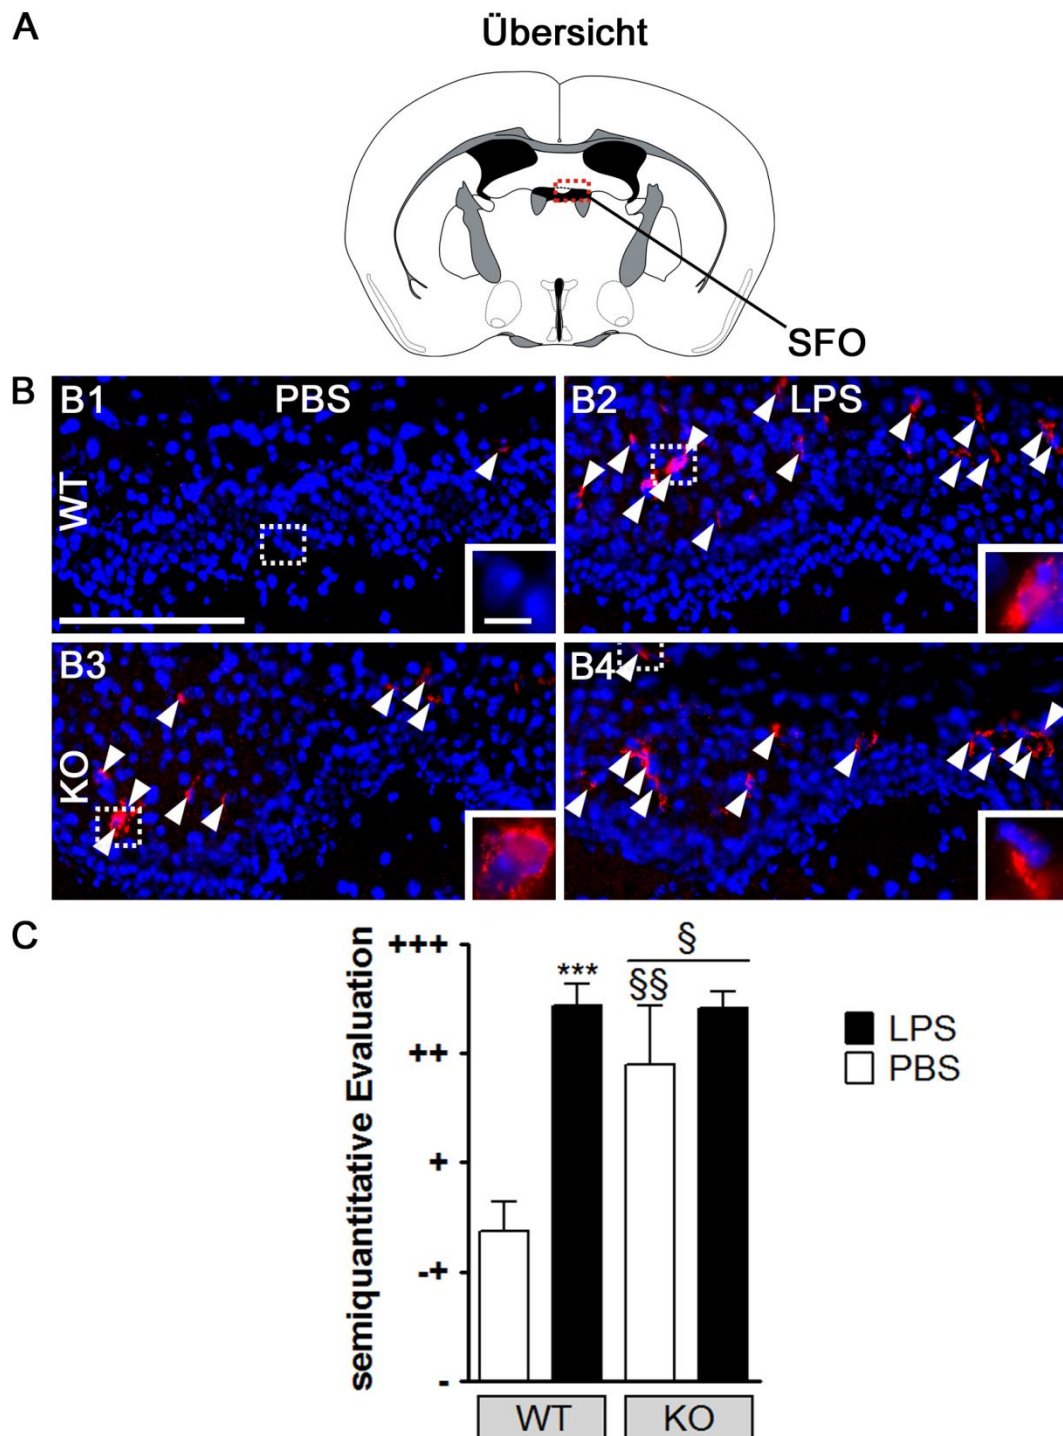 A
Übersicht
SFO
B
B1
PBS
B2
LPS
WT
B3
B4
KO
C
semiquantitative Evaluation
+++
++
+
-+
-
***
§
§§
LPS
PBS
WT
KO